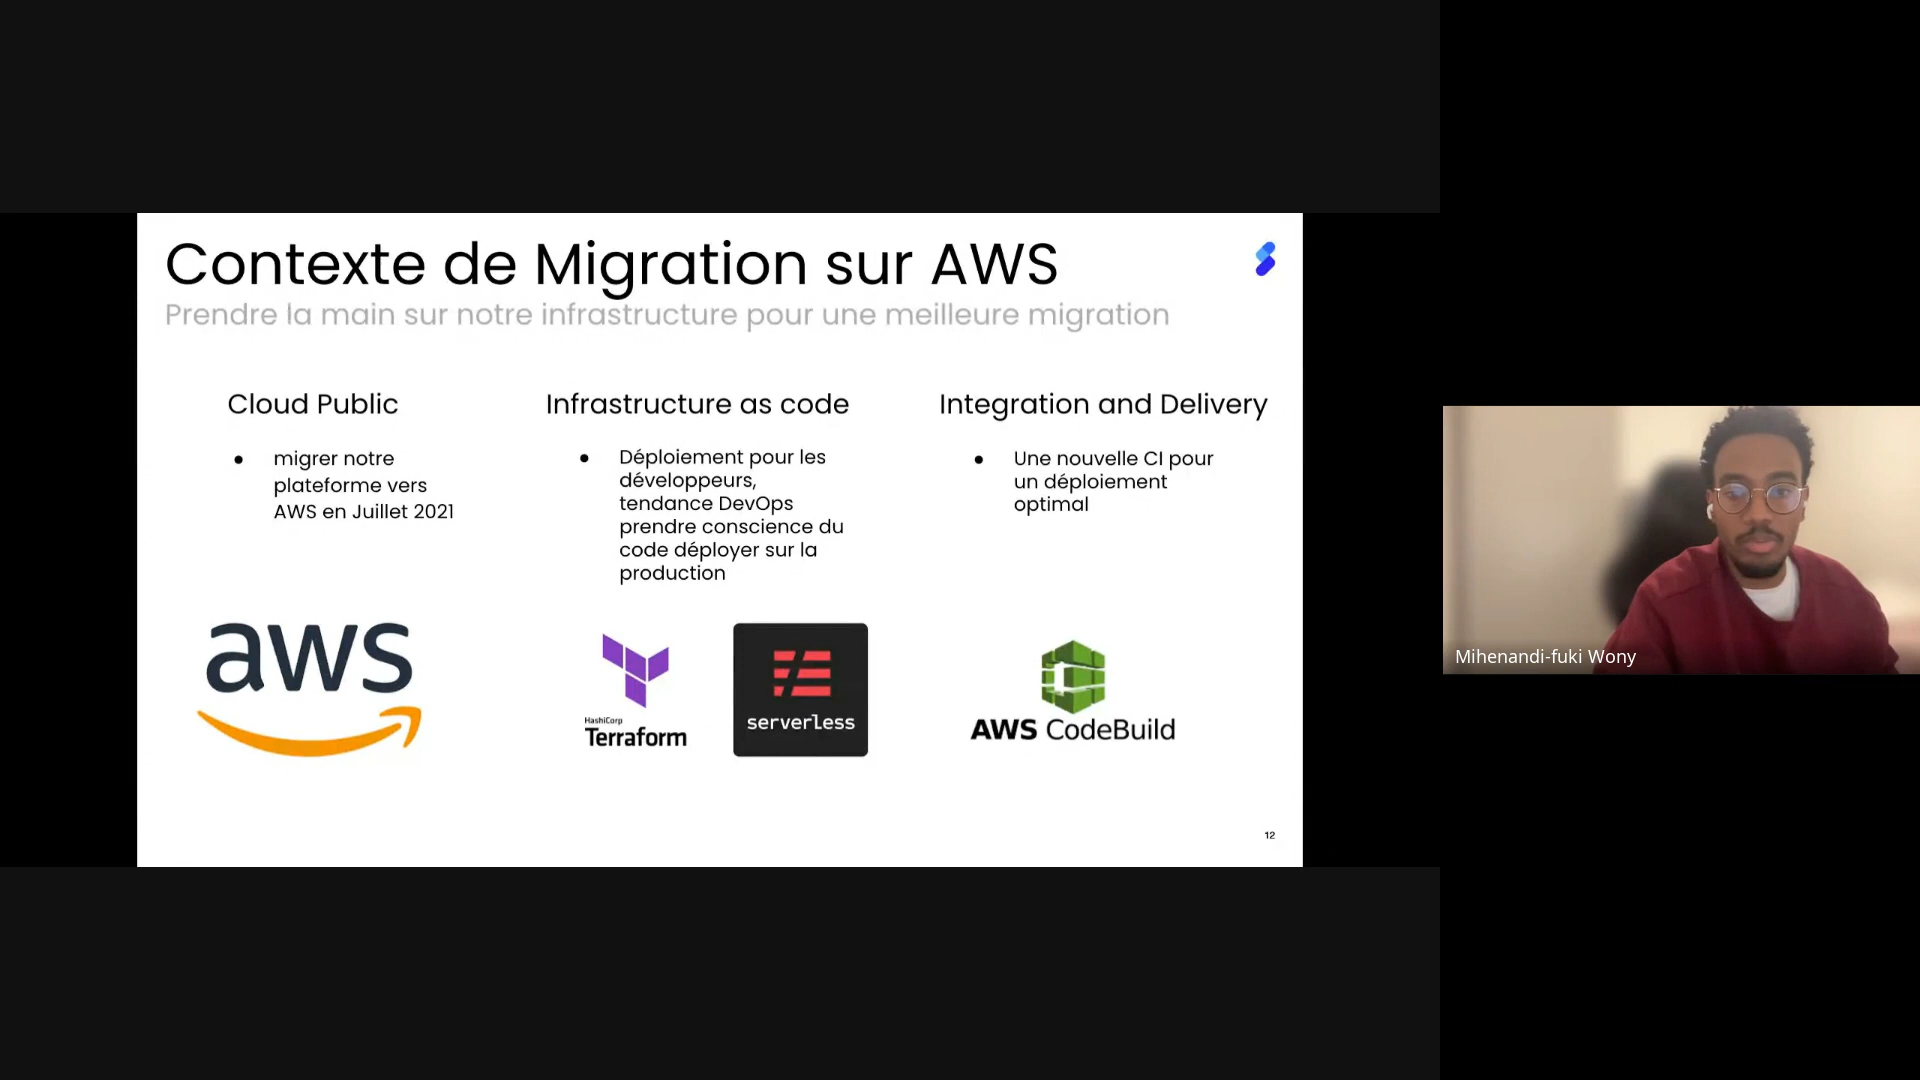 Contexte de Migration sur AWS
Prendre la main sur notre infrastructure pour une meilleure migration
Cloud Public
migrer notre
plateforme vers
AWS en Juillet 2021
aws
Infrastructure as code
Déploiement pour les
développeurs,
tendance DevOps
prendre conscience du
code déployer sur la
production
HashiCorp
Terraform
serverless
Integration and Delivery
Une nouvelle CI pour
un déploiement
optimal
AWS CodeBuild
12
Mihenandi-fuki Wony